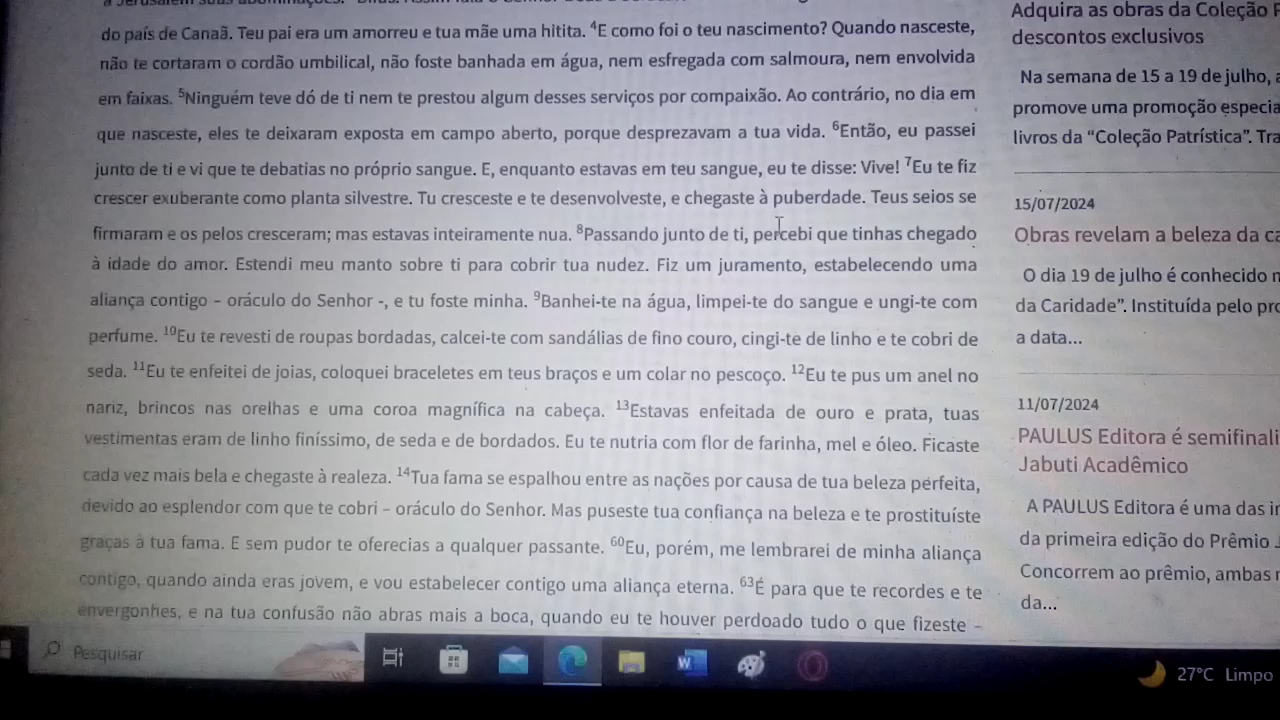 a Jerusalém suas abominações.
do país de Canaã. Teu pai era um amorreu e tua mãe uma hitita. ⁴E como foi o teu nascimento? Quando nasceste,
não te cortaram o cordão umbilical, não foste banhada em água, nem esfregada com salmoura, nem envolvida
em faixas. ⁵Ninguém teve dó de ti nem te prestou algum desses serviços por compaixão. Ao contrário, no dia em
que nasceste, eles te deixaram exposta em campo aberto, porque desprezavam a tua vida. ⁶Então, eu passei
junto de ti e vi que te debatias no próprio sangue. E, enquanto estavas em teu sangue, eu te disse: Vive! ⁷Eu te fiz
crescer exuberante como planta silvestre. Tu cresceste e te desenvolveste, e chegaste à puberdade. Teus seios se
firmaram e os pelos cresceram; mas estavas inteiramente nua. ⁸Passando junto de ti, percebi que tinhas chegado
à idade do amor. Estendi meu manto sobre ti para cobrir tua nudez. Fiz um juramento, estabelecendo uma
aliança contigo – oráculo do Senhor -, e tu foste minha. ⁹Banhei-te na água, limpei-te do sangue e ungi-te com
perfume. ¹⁰Eu te revesti de roupas bordadas, calcei-te com sandálias de fino couro, cingi-te de linho e te cobri de
seda. ¹¹Eu te enfeitei de joias, coloquei braceletes em teus braços e um colar no pescoço. ¹²Eu te pus um anel no
nariz, brincos nas orelhas e uma coroa magnífica na cabeça. ¹³Estavas enfeitada de ouro e prata, tuas
vestimentas eram de linho finíssimo, de seda e de bordados. Eu te nutria com flor de farinha, mel e óleo. Ficaste
cada vez mais bela e chegaste à realeza. ¹⁴Tua fama se espalhou entre as nações por causa de tua beleza perfeita,
devido ao esplendor com que te cobri – oráculo do Senhor. Mas puseste tua confiança na beleza e te prostituíste
graças à tua fama. E sem pudor te oferecias a qualquer passante. ⁶⁰Eu, porém, me lembrarei de minha aliança
contigo, quando ainda eras jovem, e vou estabelecer contigo uma aliança eterna. ⁶³É para que te recordes e te
envergonhes, e na tua confusão não abras mais a boca, quando eu te houver perdoado tudo o que fizeste –
Adquira as obras da Coleção
descontos exclusivos
Na semana de 15 a 19 de julho,
promove uma promoção
livros da “Coleção Patrística”.
15/07/2024
Obras revelam a beleza da
O dia 19 de julho é conhecido
da Caridade”. Instituída pelo
a data...
11/07/2024
PAULUS Editora é
Jabuti Acadêmico
A PAULUS Editora é uma das
da primeira edição do Prêmio
Concorrem ao prêmio, ambas
da...
Pesquisar
W
27°C Limpo